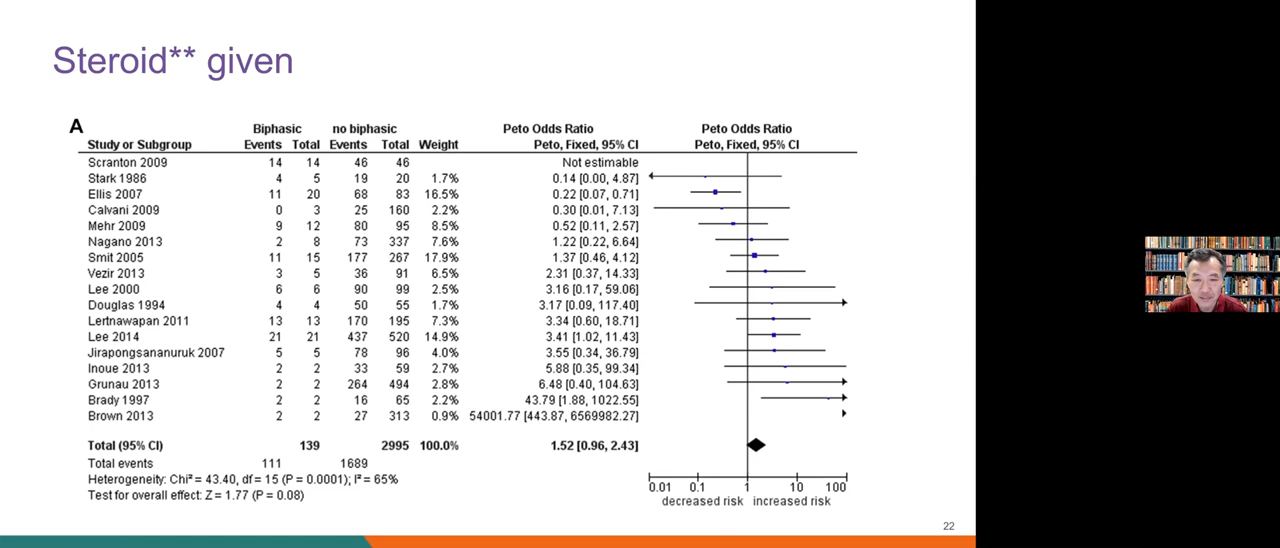 Steroid** given
A
Biphasic no biphasic Peto Odds Ratio Peto Odds Ratio
Study or Subgroup Events Total Events Total Weight Peto, Fixed, 95% CI Peto, Fixed, 95% CI
Scranton 2009 14 14 46 46 Not estimable
Stark 1986 4 5 19 20 1.7% 0.14 [0.00, 4.87]
Ellis 2007 11 20 68 83 16.5% 0.22 [0.07, 0.71]
Calvani 2009 0 3 25 160 2.2% 0.30 [0.01, 7.13]
Mehr 2009 9 12 80 95 8.5% 0.52 [0.11, 2.57]
Nagano 2013 2 8 73 337 7.6% 1.22 [0.22, 6.64]
Smit 2005 11 15 177 267 17.9% 1.37 [0.46, 4.12]
Vezir 2013 3 5 36 91 6.5% 2.31 [0.37, 14.33]
Lee 2000 6 6 90 99 2.5% 3.16 [0.17, 59.06]
Douglas 1994 4 4 50 55 1.7% 3.17 [0.09, 117.40]
Lertnawapan 2011 13 13 170 195 7.3% 3.34 [0.60, 18.71]
Lee 2014 21 21 437 520 14.9% 3.41 [1.02, 11.43]
Jirapongsananuruk 2007 5 5 78 96 4.0% 3.55 [0.34, 36.79]
Inoue 2013 2 2 33 59 2.7% 5.88 [0.35, 99.34]
Grunau 2013 2 2 264 494 2.8% 6.48 [0.40, 104.63]
Brady 1997 2 2 16 65 2.2% 43.79 [1.88, 1022.55]
Brown 2013 2 2 27 313 0.9% 54001.77 [443.87, 6569982.27]
Total (95% CI) 139 2995 100.0% 1.52 [0.96, 2.43]
Total events 111 1689
Heterogeneity: Chi² = 43.40, df = 15 (P = 0.0001); I² = 65%
Test for overall effect: Z = 1.77 (P = 0.08)
0.01 0.1 1 10 100
decreased risk increased risk
22